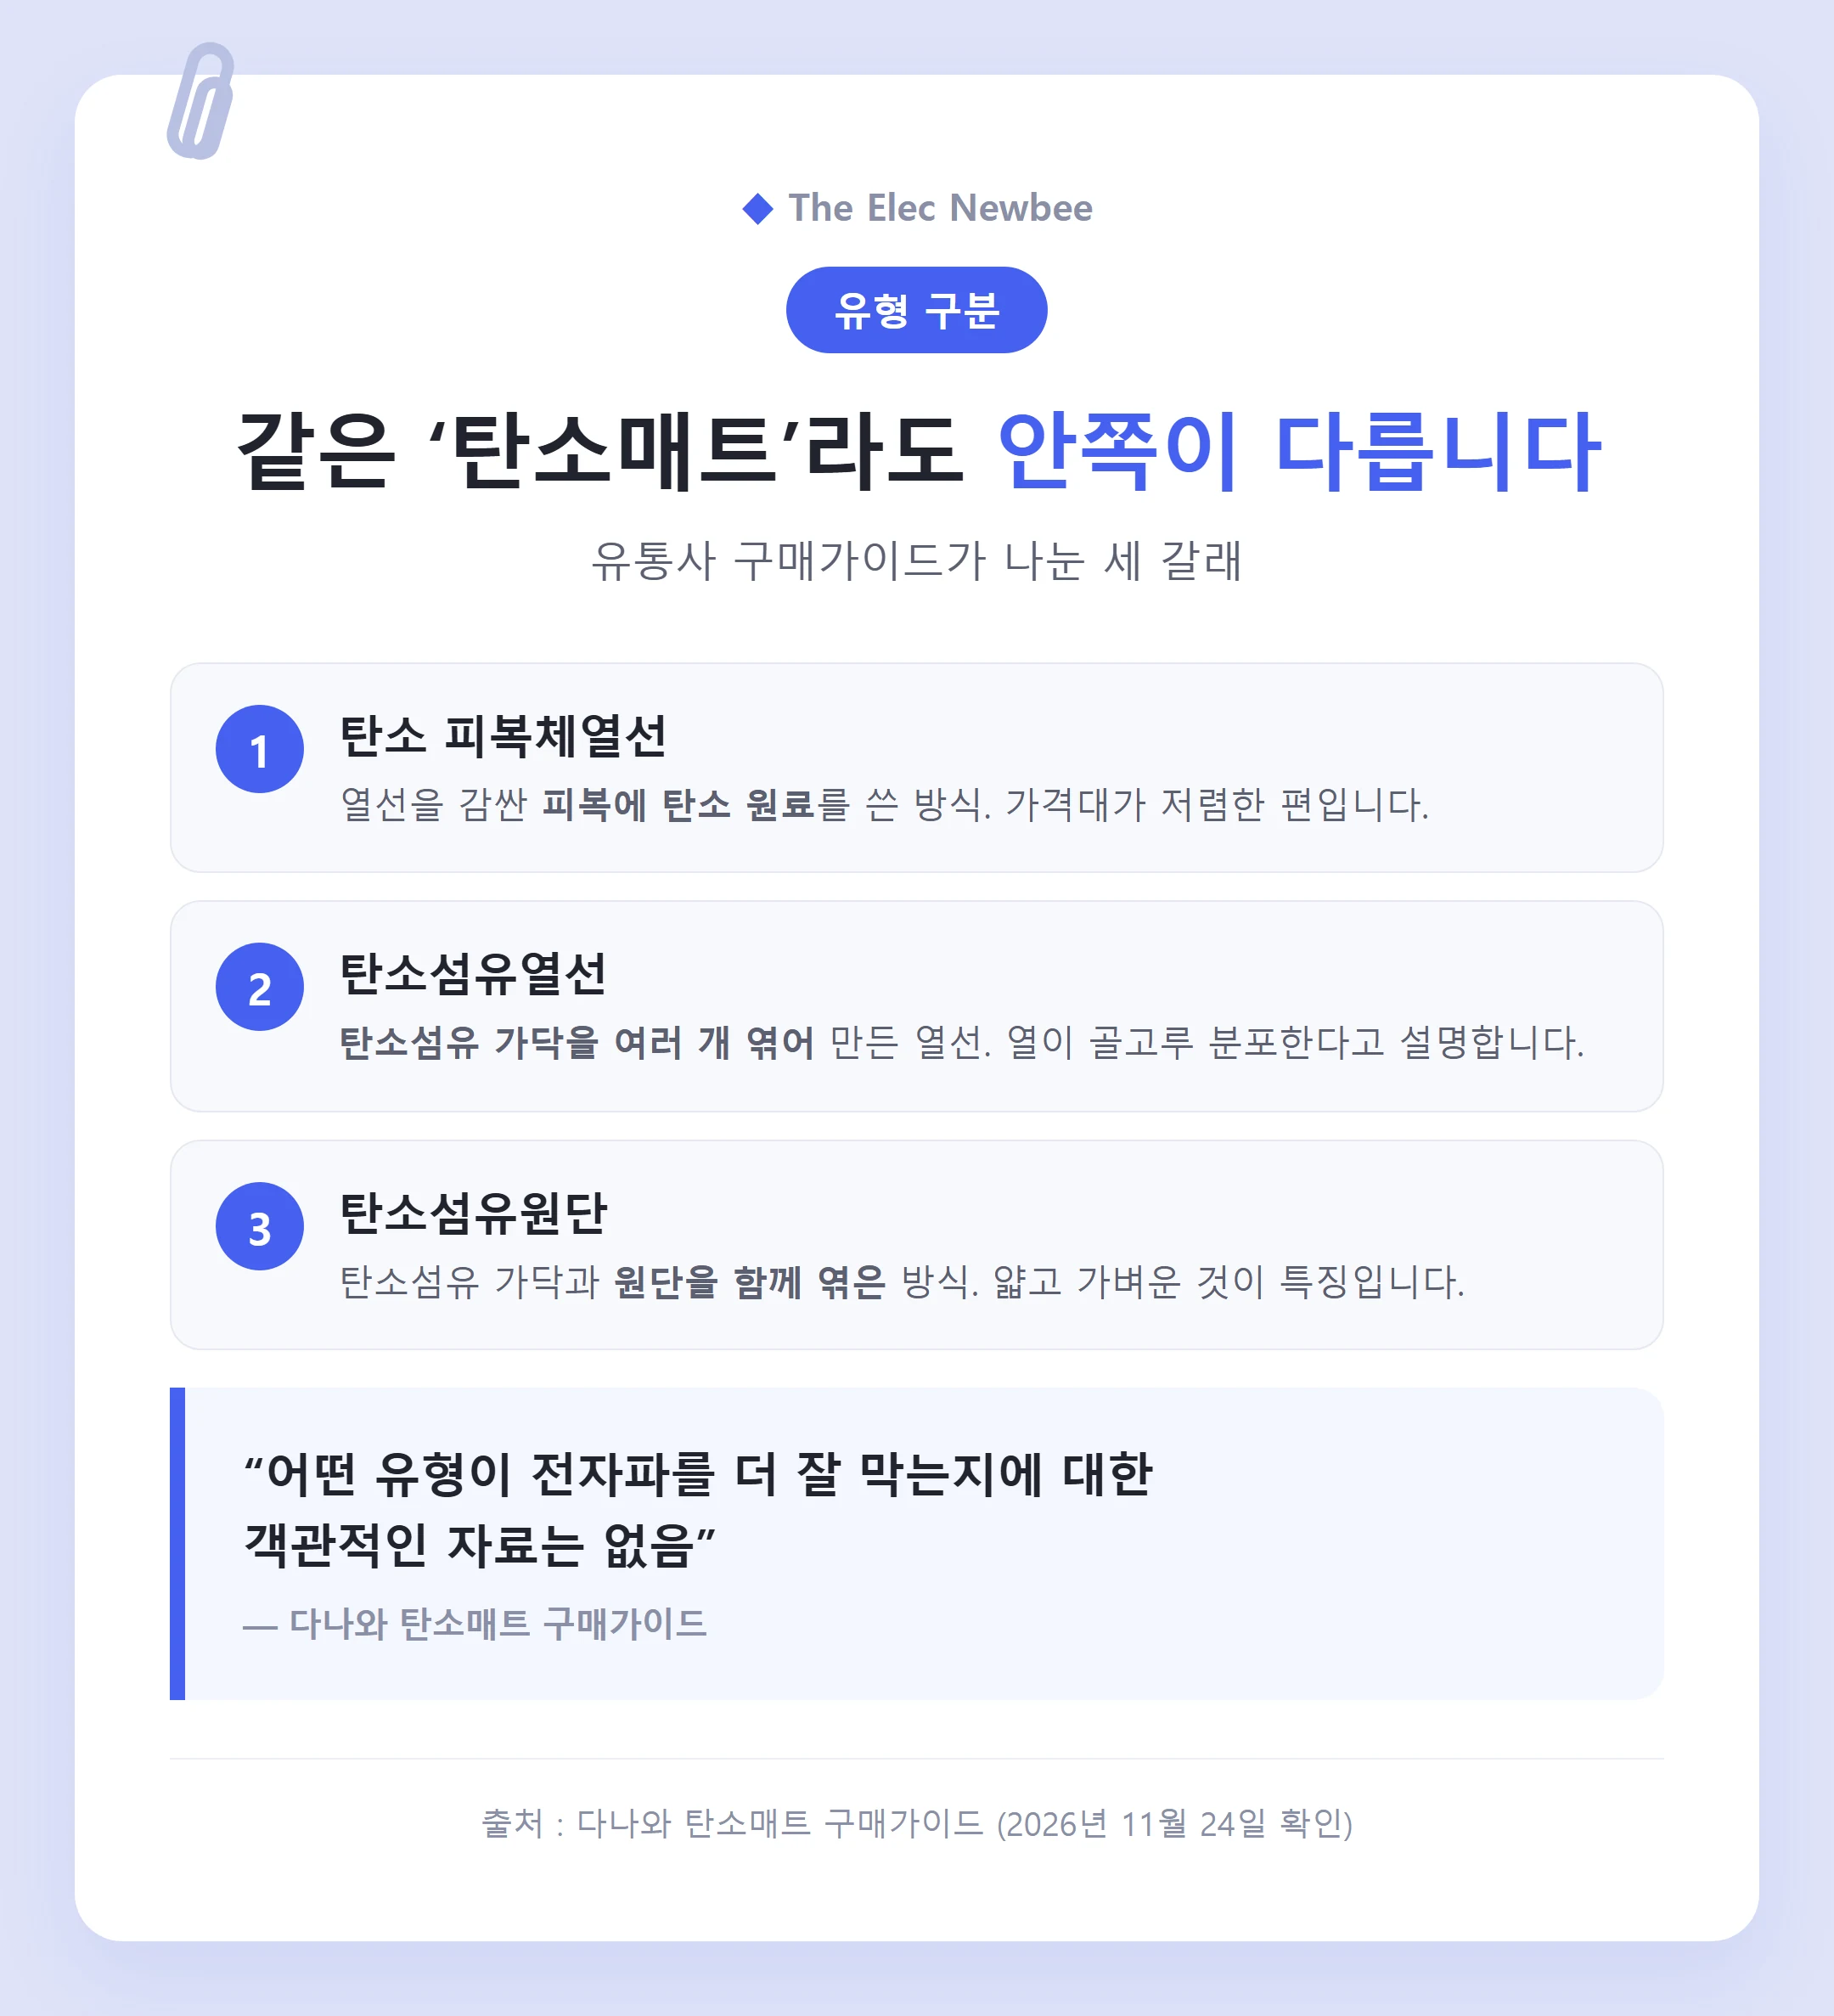 ◆ The Elec Newbee
유형 구분
같은 ‘탄소매트’라도 안쪽이 다릅니다
유통사 구매가이드가 나눈 세 갈래
1
탄소 피복체열선
열선을 감싼 피복에 탄소 원료를 쓴 방식. 가격대가 저렴한 편입니다.
2
탄소섬유열선
탄소섬유 가닥을 여러 개 엮어 만든 열선. 열이 골고루 분포한다고 설명합니다.
3
탄소섬유원단
탄소섬유 가닥과 원단을 함께 엮은 방식. 얇고 가벼운 것이 특징입니다.
“어떤 유형이 전자파를 더 잘 막는지에 대한
객관적인 자료는 없음”
— 다나와 탄소매트 구매가이드
출처 : 다나와 탄소매트 구매가이드 (2026년 11월 24일 확인)